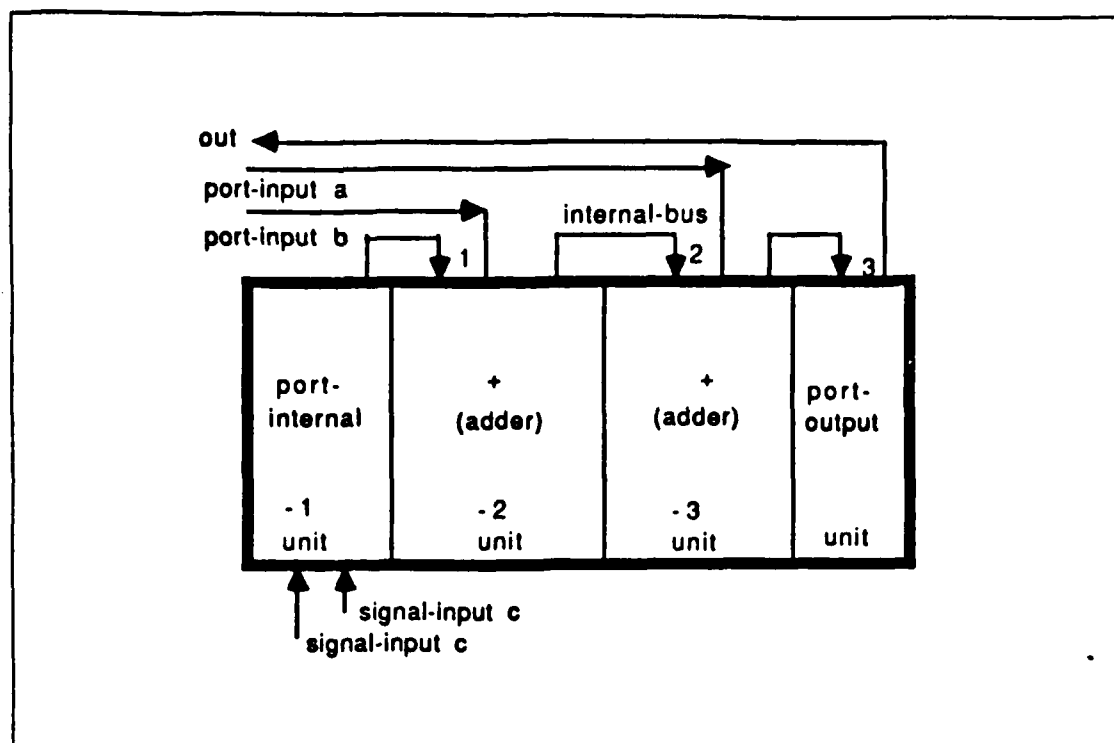 out
port-input a
port-input b
internal-bus
1
2
3
port-
internal
+
(adder)
+
(adder)
port-
output
- 1
unit
- 2
unit
- 3
unit
unit
signal-input c
signal-input c